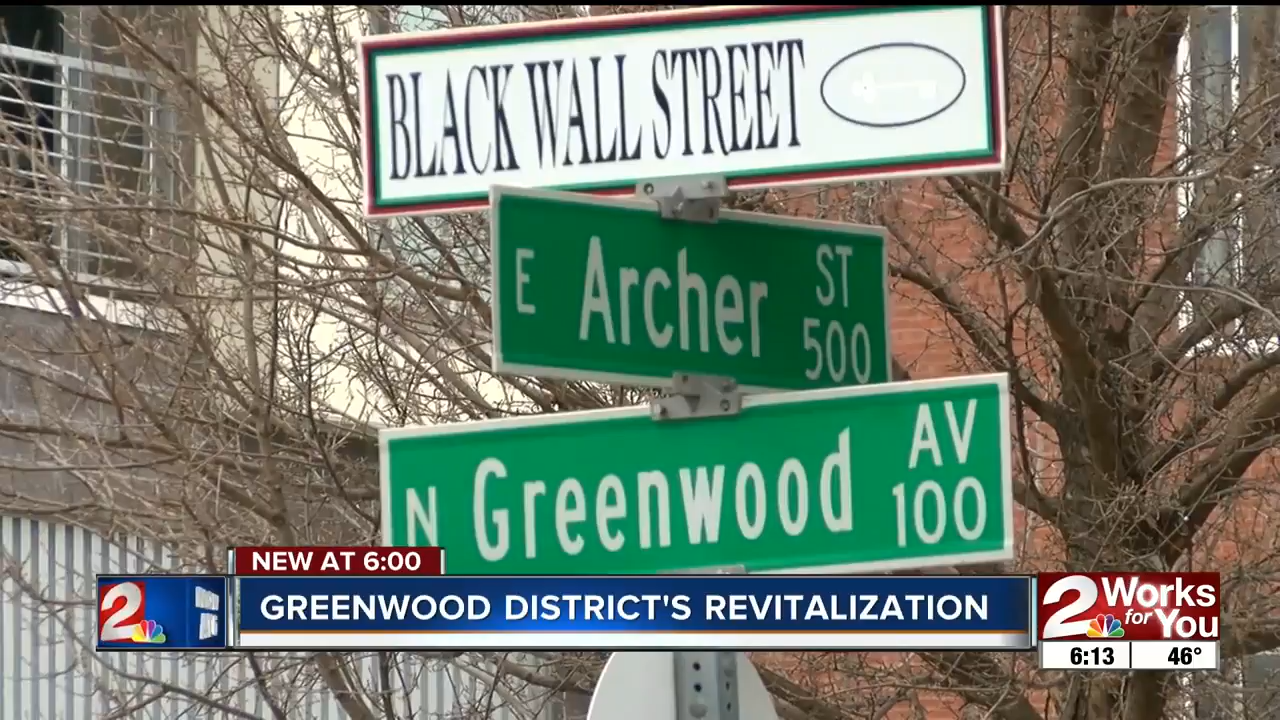 BLACK WALL STREET
E Archer ST 500
N Greenwood AV 100
NEW AT 6:00
2
GREENWOOD DISTRICT'S REVITALIZATION
2 Works for You
6:13 46°